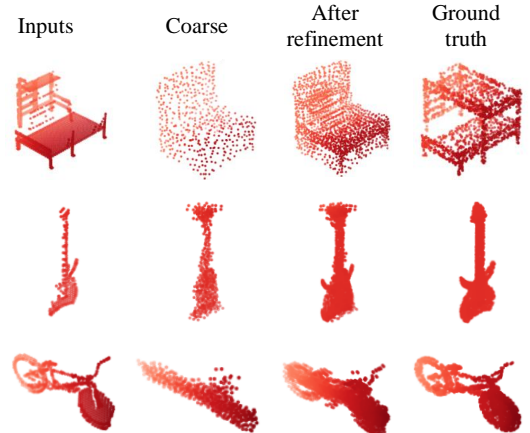 Inputs
Coarse
After
refinement
Ground
truth